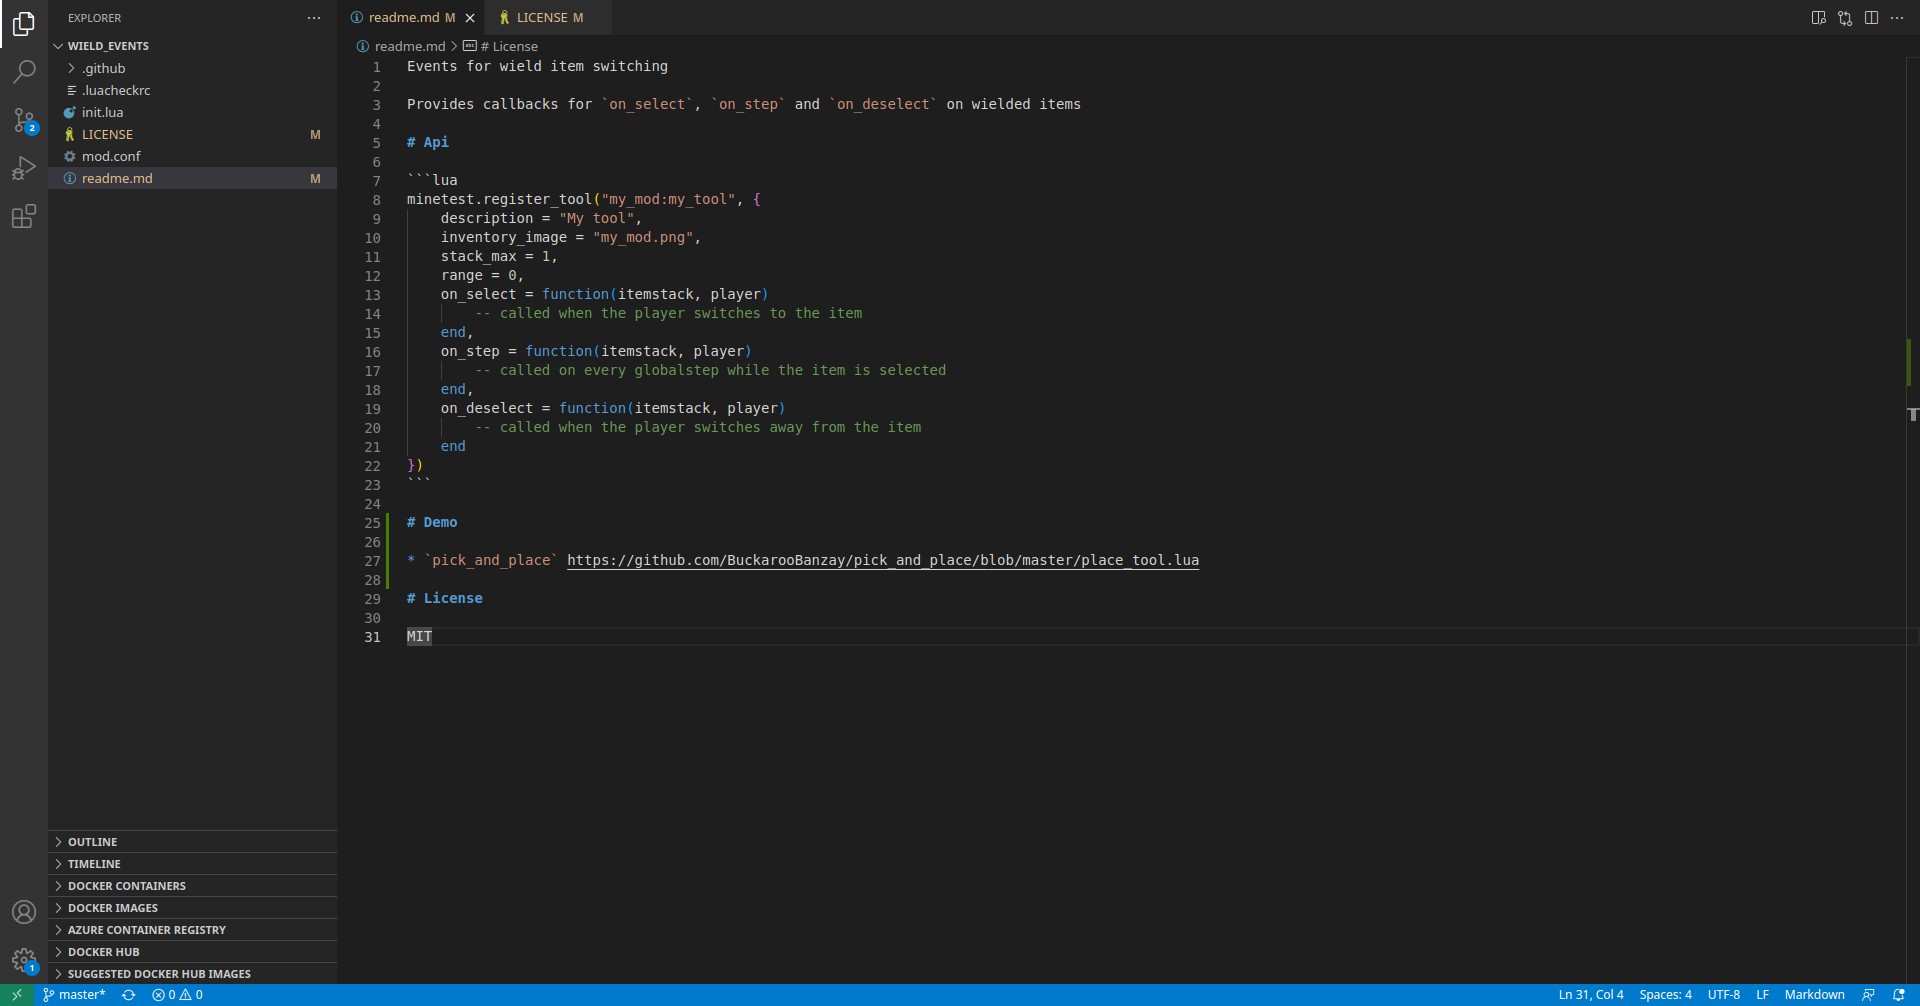 EXPLORER
WIELD_EVENTS
.github
.luacheckrc
init.lua
LICENSE M
mod.conf
readme.md M
OUTLINE
TIMELINE
DOCKER CONTAINERS
DOCKER IMAGES
AZURE CONTAINER REGISTRY
DOCKER HUB
SUGGESTED DOCKER HUB IMAGES
2
1
readme.md M
LICENSE M
readme.md > # License
1 Events for wield item switching
2
3 Provides callbacks for `on_select`, `on_step` and `on_deselect` on wielded items
4
5 # Api
6
7 ```lua
8 minetest.register_tool("my_mod:my_tool", {
9 description = "My tool",
10 inventory_image = "my_mod.png",
11 stack_max = 1,
12 range = 0,
13 on_select = function(itemstack, player)
14 -- called when the player switches to the item
15 end,
16 on_step = function(itemstack, player)
17 -- called on every globalstep while the item is selected
18 end,
19 on_deselect = function(itemstack, player)
20 -- called when the player switches away from the item
21 end
22 })
23 ```
24
25 # Demo
26
27 * `pick_and_place` https://github.com/BuckarooBanzay/pick_and_place/blob/master/place_tool.lua
28
29 # License
30
31 MIT
master* 0 0 Ln 31, Col 4 Spaces: 4 UTF-8 LF Markdown